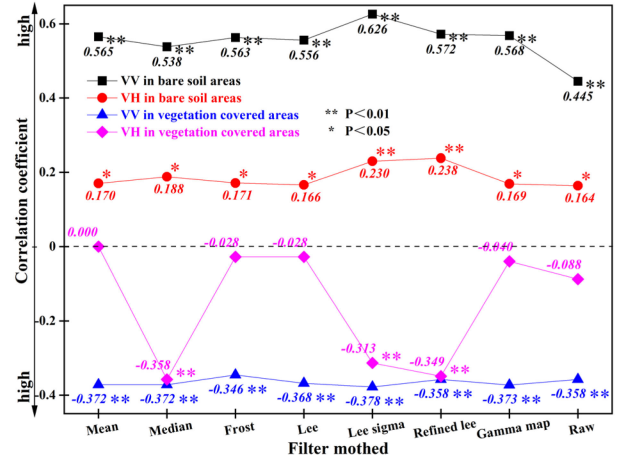 high
0.6
0.4
0.2
0
-0.2
-0.4
high
Correlation coefficient
0.565 **
0.538 **
0.563 **
0.556 **
0.626 **
0.572 **
0.568 **
0.445 **
VV in bare soil areas
VH in bare soil areas
VV in vegetation covered areas
VH in vegetation covered areas
** P<0.01
* P<0.05
0.170 *
0.188 *
0.171 *
0.166 *
0.230 **
0.238 **
0.169 *
0.164 *
0.000
-0.358 **
-0.028
-0.028
-0.313 **
-0.349 **
-0.040
-0.088
-0.372 **
-0.372 **
-0.346 **
-0.368 **
-0.378 **
-0.358 **
-0.373 **
-0.358 **
Mean
Median
Frost
Lee
Lee sigma
Refined lee
Gamma map
Raw
Filter mothed